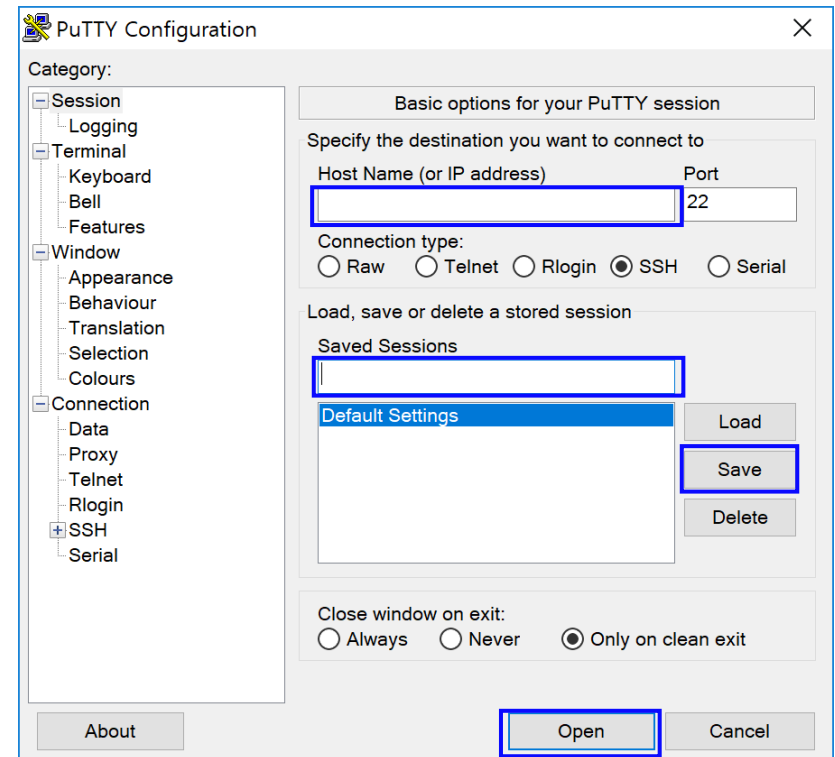 PuTTY Configuration
Category:
Session
Logging
Terminal
Keyboard
Bell
Features
Window
Appearance
Behaviour
Translation
Selection
Colours
Connection
Data
Proxy
Telnet
Rlogin
SSH
Serial
Basic options for your PuTTY session
Specify the destination you want to connect to
Host Name (or IP address) Port
22
Connection type:
Raw Telnet Rlogin SSH Serial
Load, save or delete a stored session
Saved Sessions
Default Settings
Load
Save
Delete
Close window on exit:
Always Never Only on clean exit
About Open Cancel